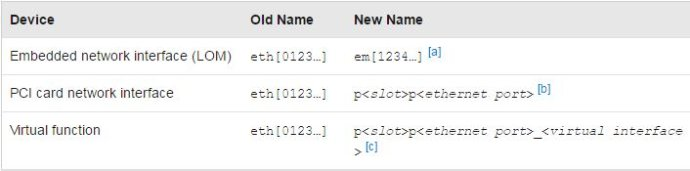 Device Old Name New Name
Embedded network interface (LOM) eth[0123…] em[1234…] [a]
PCI card network interface eth[0123…] p<slot>p<ethernet port> [b]
Virtual function eth[0123…] p<slot>p<ethernet port>_<virtual interface
> [c]